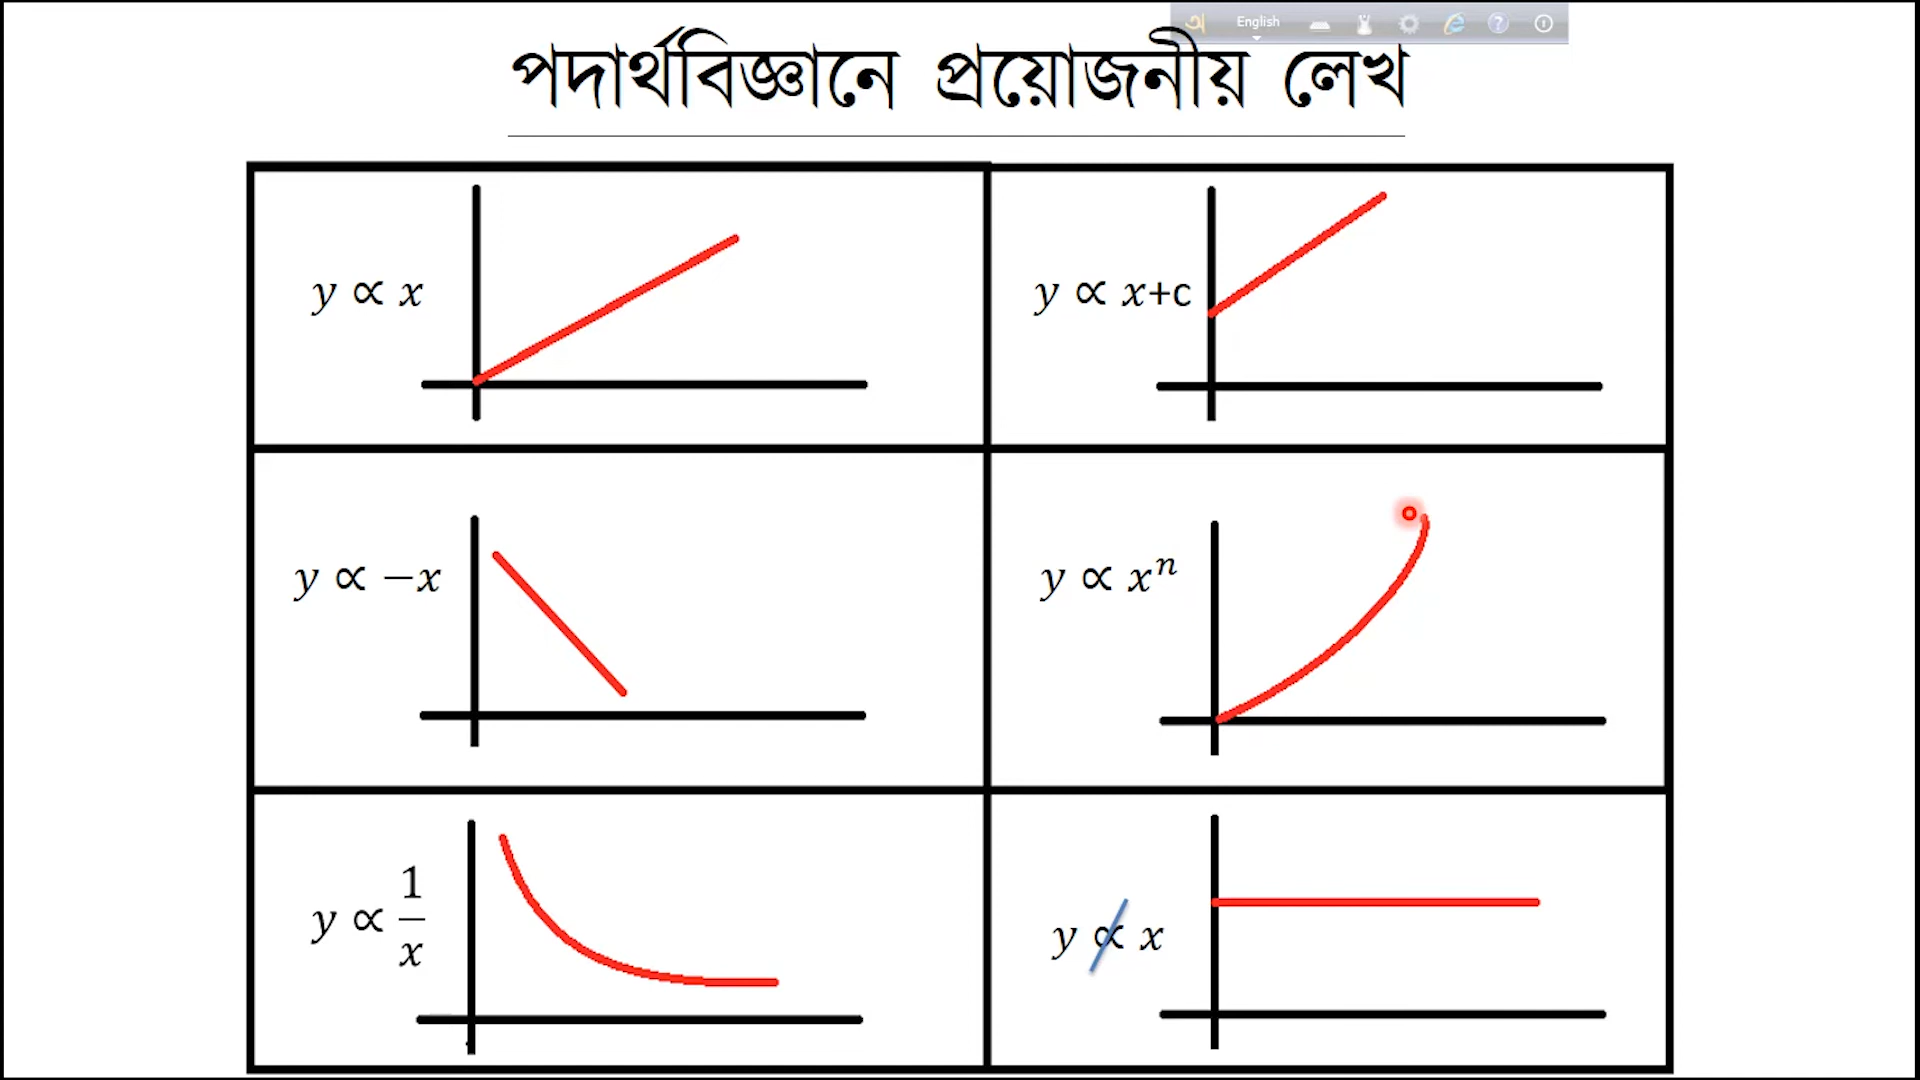 অ English
পদার্থবিজ্ঞানে প্রয়োজনীয় লেখ
y ∝ x
y ∝ x+c
y ∝ −x
y ∝ xⁿ
y ∝ 1/x
y ∝̸ x